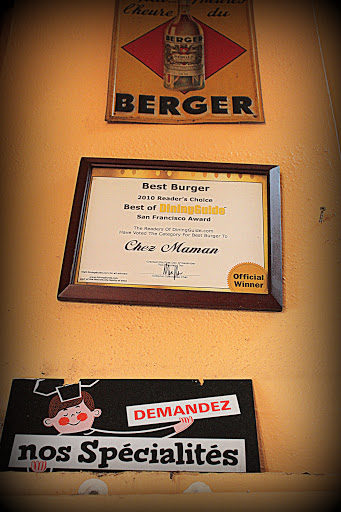 l'heure du
BERGER
Best Burger
2010 Reader's Choice
Best of DiningGuide
San Francisco Award
The Readers Of DiningGuide.com
Have Voted The Category For Best Burger To
Chez Maman
Official
Winner
DEMANDEZ
nos Spécialités